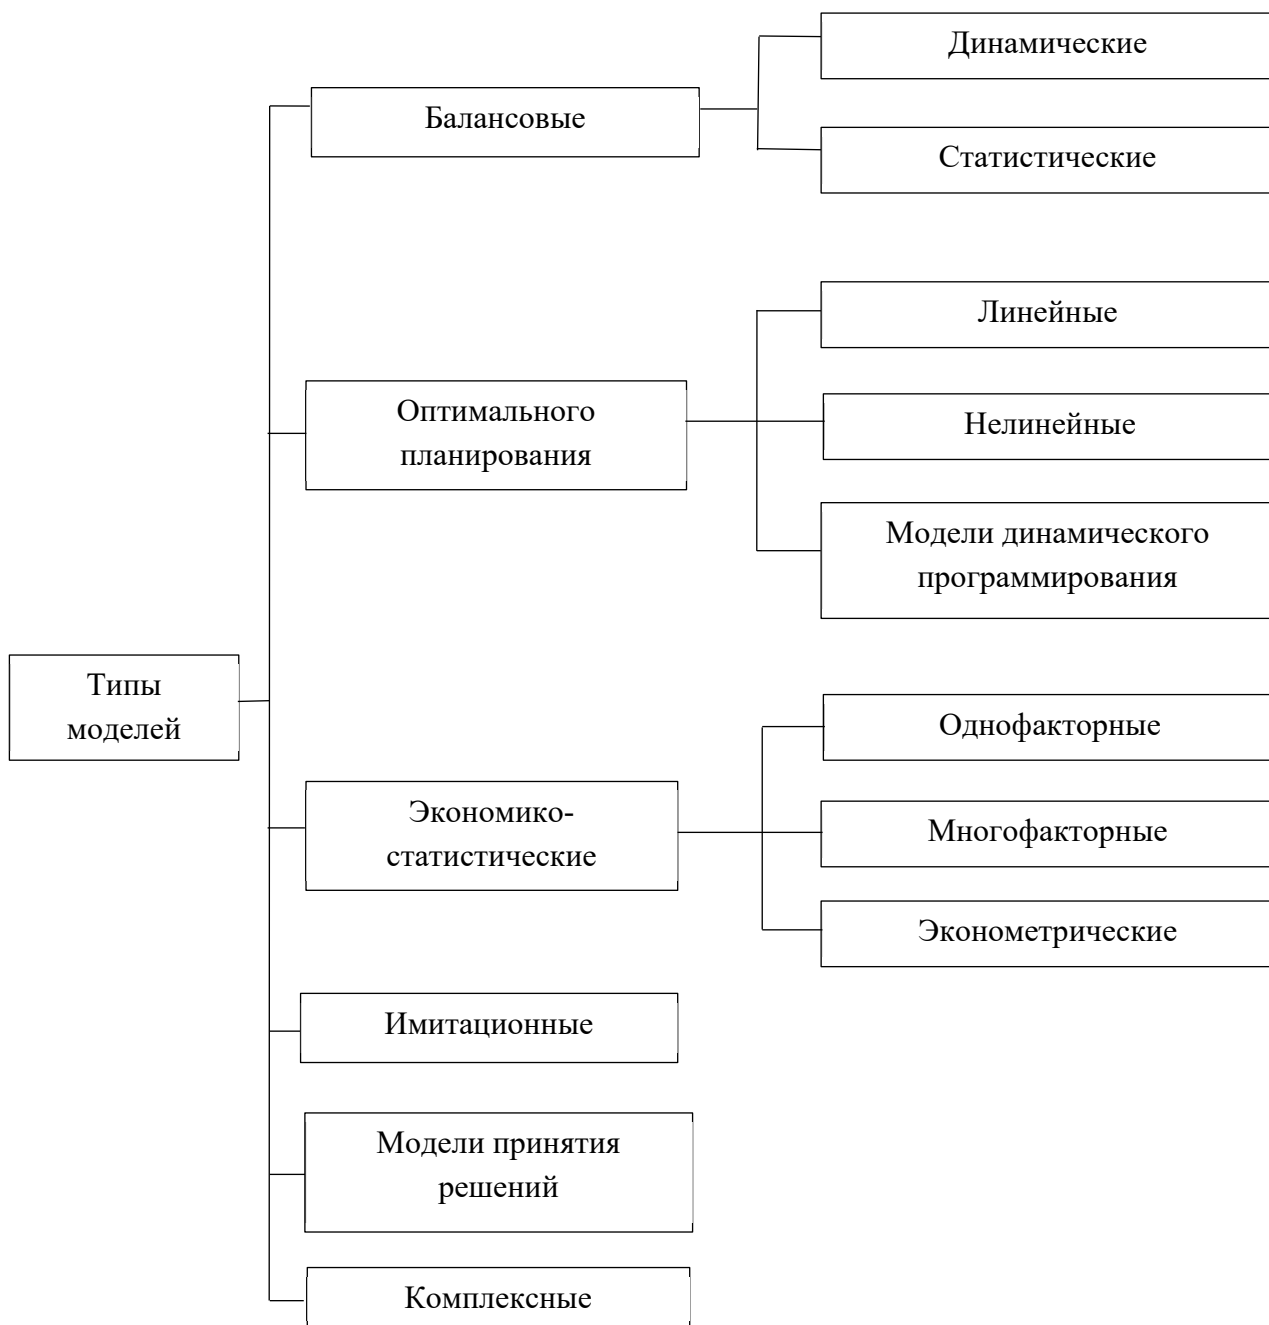 Динамические
Балансовые
Статистические
Линейные
Оптимального
планирования
Нелинейные
Модели динамического
программирования
Типы
моделей
Однофакторные
Экономико-
статистические
Многофакторные
Эконометрические
Имитационные
Модели принятия
решений
Комплексные